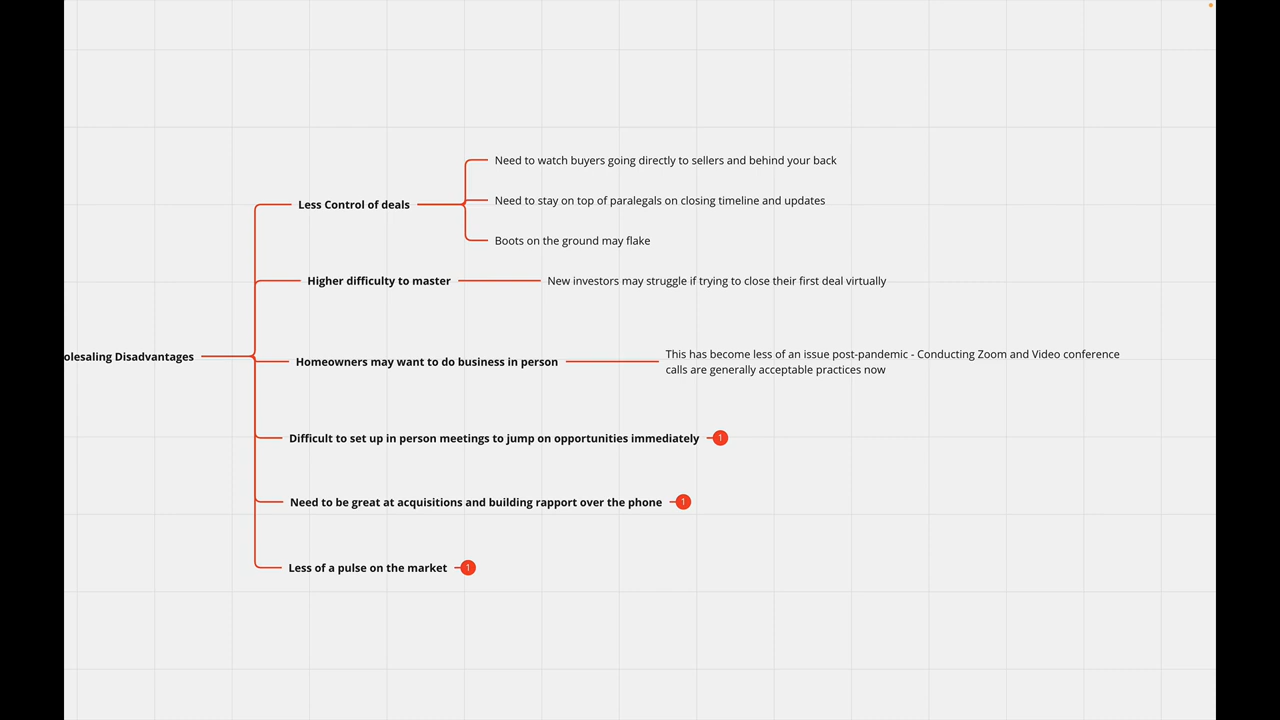 Need to watch buyers going directly to sellers and behind your back
Less Control of deals
Need to stay on top of paralegals on closing timeline and updates
Boots on the ground may flake
Higher difficulty to master
New investors may struggle if trying to close their first deal virtually
olesaling Disadvantages
Homeowners may want to do business in person
This has become less of an issue post-pandemic - Conducting Zoom and Video conference
calls are generally acceptable practices now
Difficult to set up in person meetings to jump on opportunities immediately
1
Need to be great at acquisitions and building rapport over the phone
1
Less of a pulse on the market
1